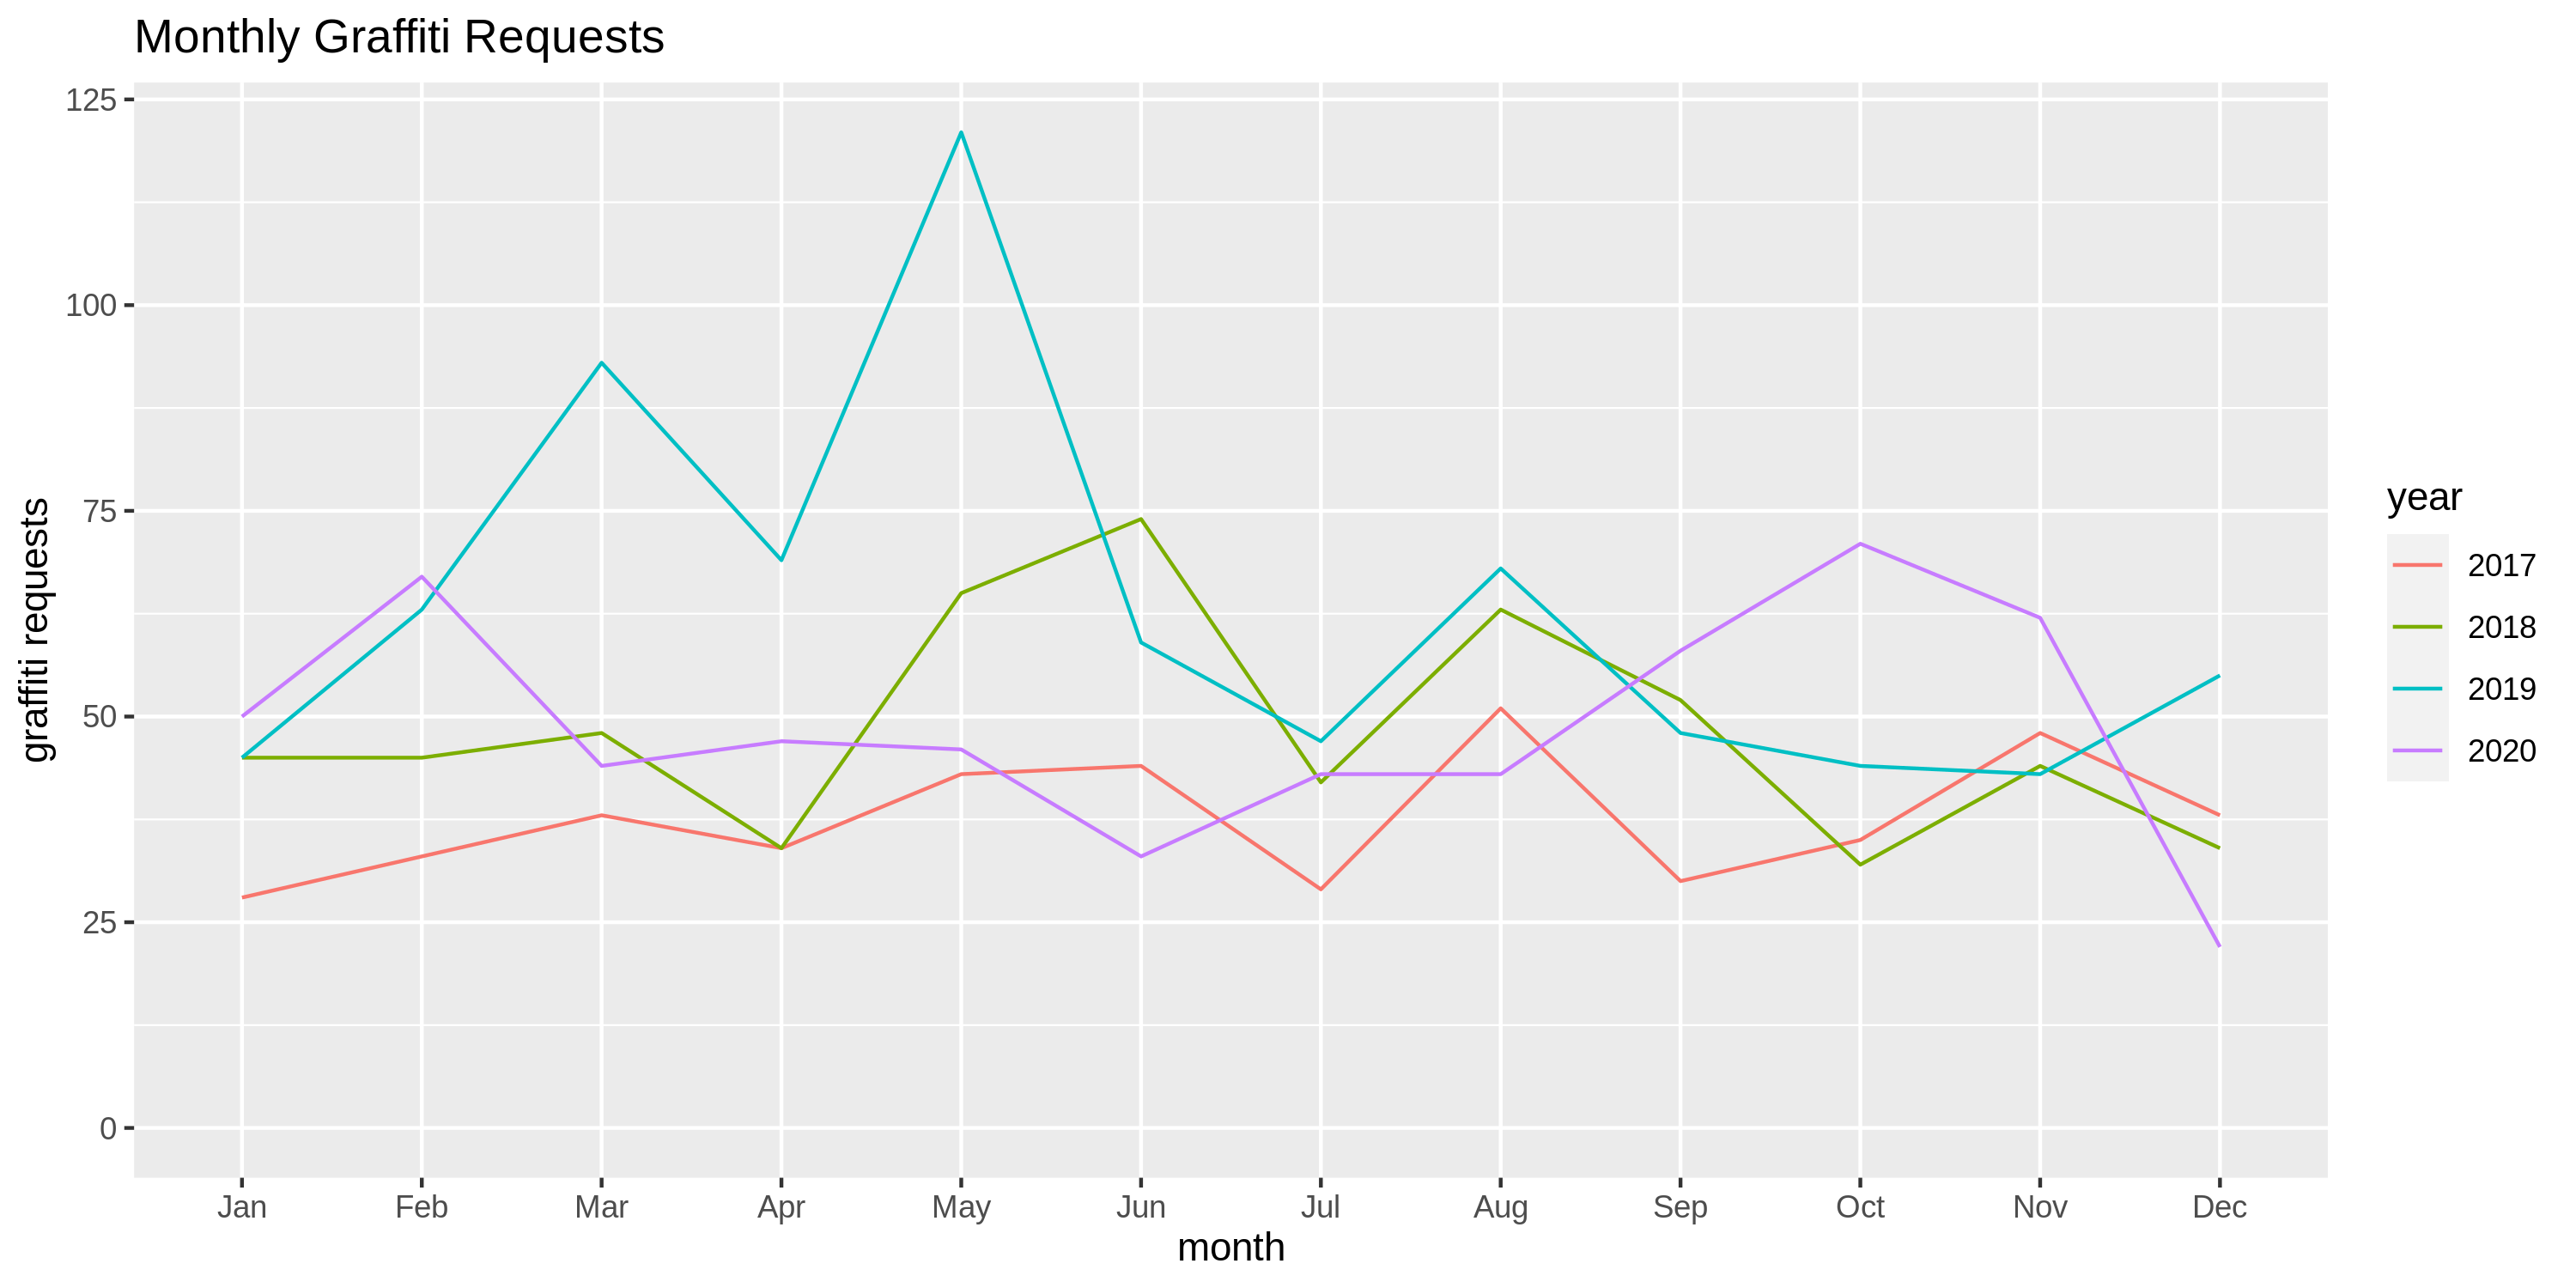 Monthly Graffiti Requests
125
100
75
50
25
0
graffiti requests
Jan Feb Mar Apr May Jun Jul Aug Sep Oct Nov Dec
month
year
2017
2018
2019
2020